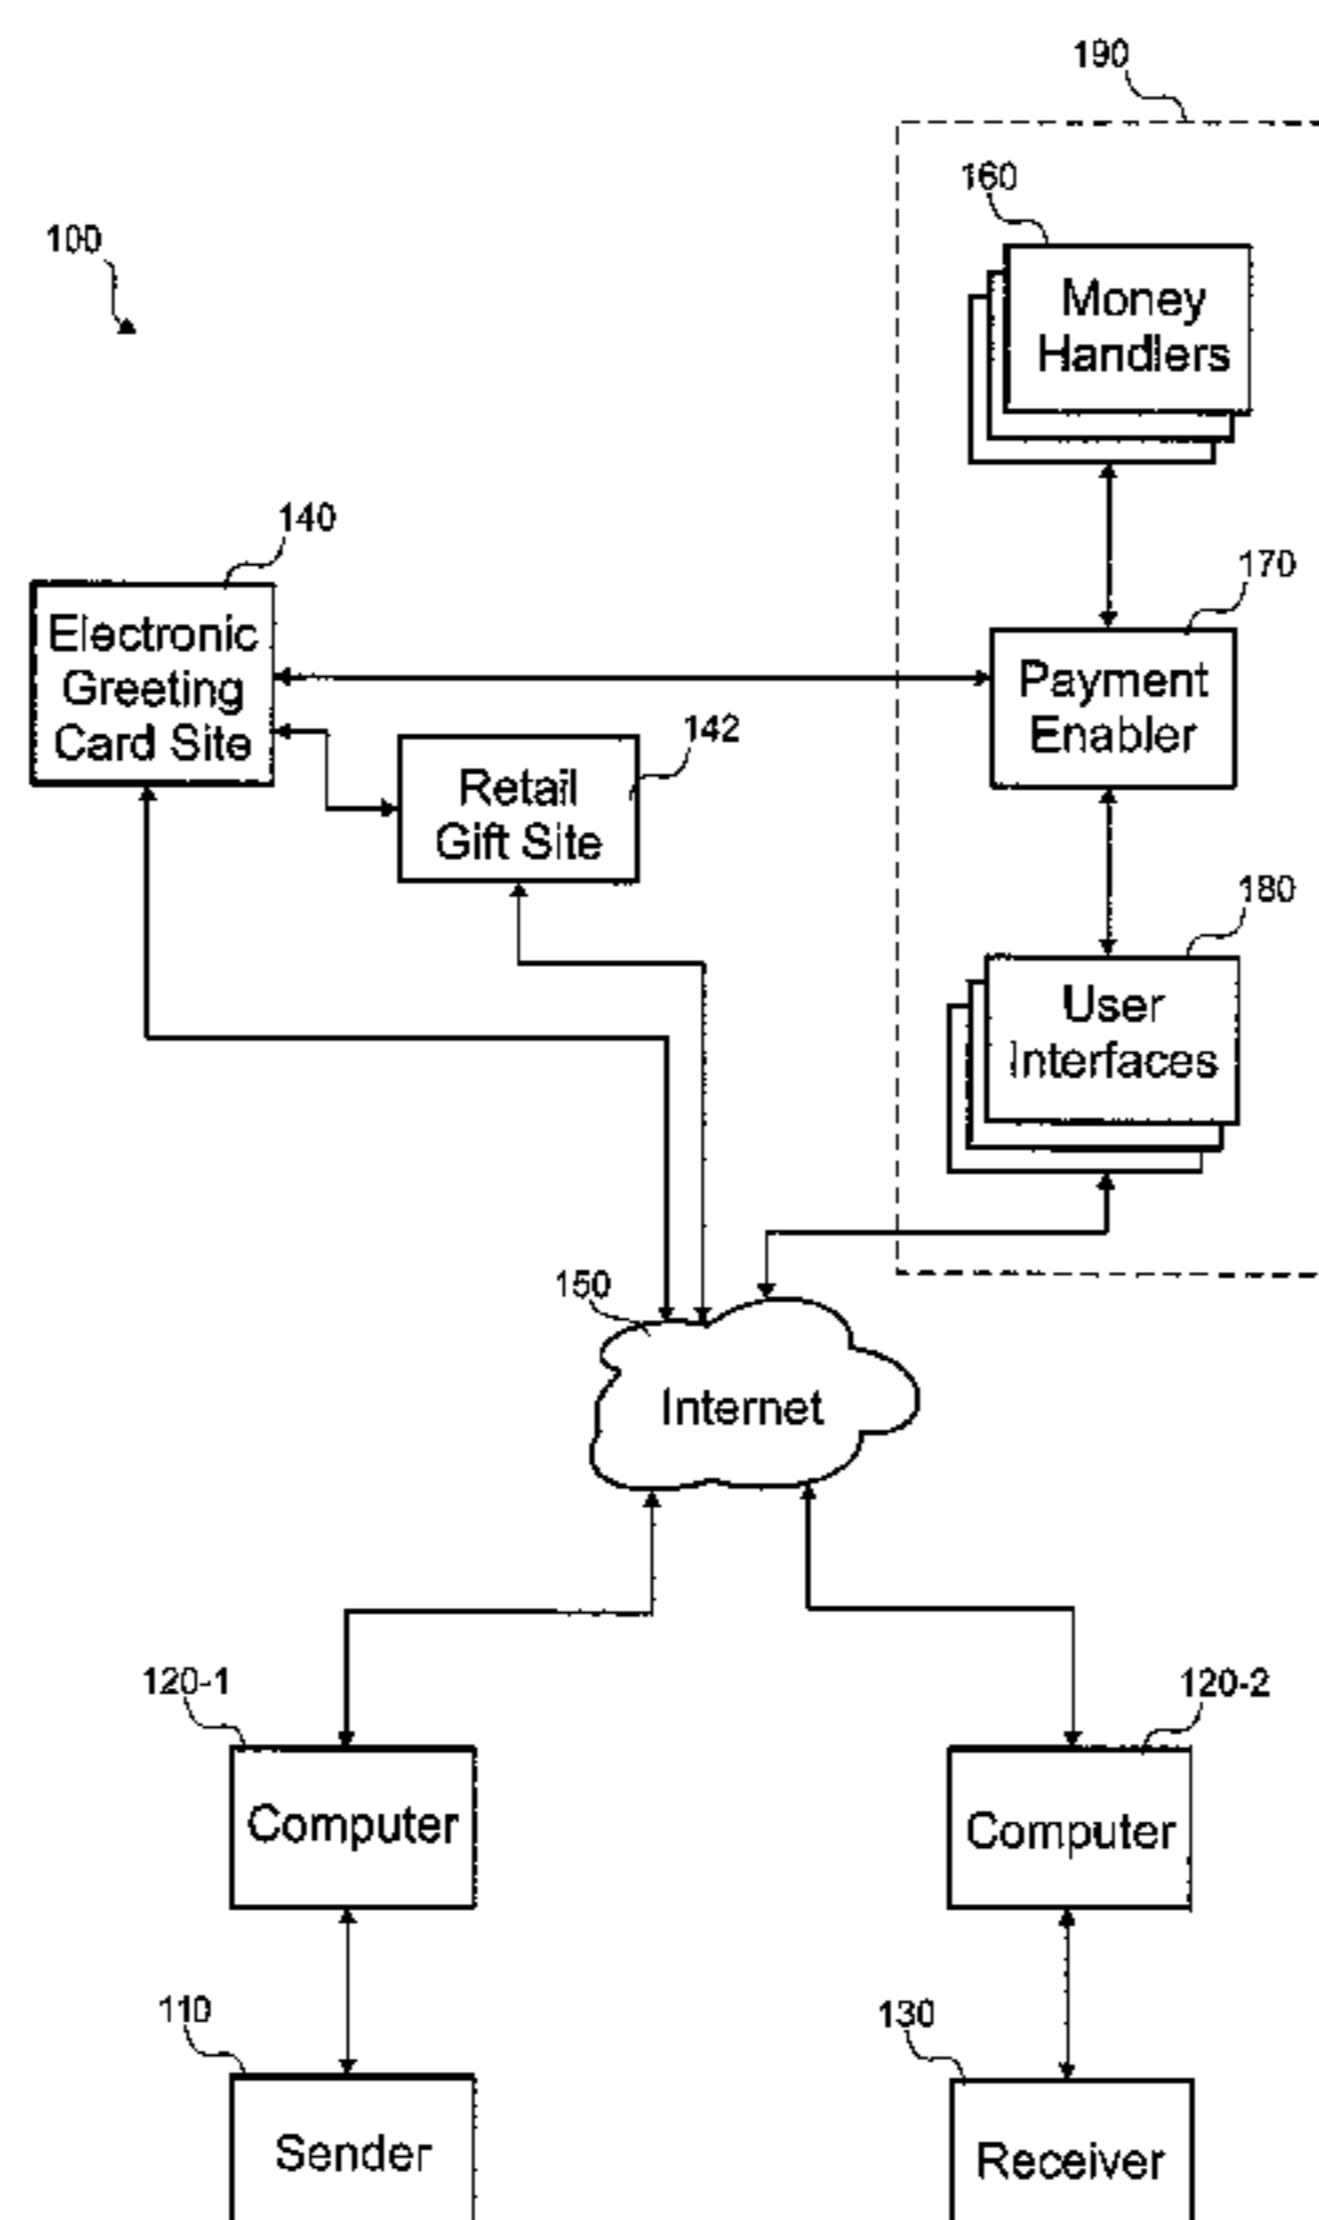 190
160
100
Money
Handlers
140
170
Electronic
Greeting
Card Site
Payment
Enabler
142
Retail
Gift Site
180
User
Interfaces
150
Internet
120-1
120-2
Computer
Computer
110
130
Sender
Receiver